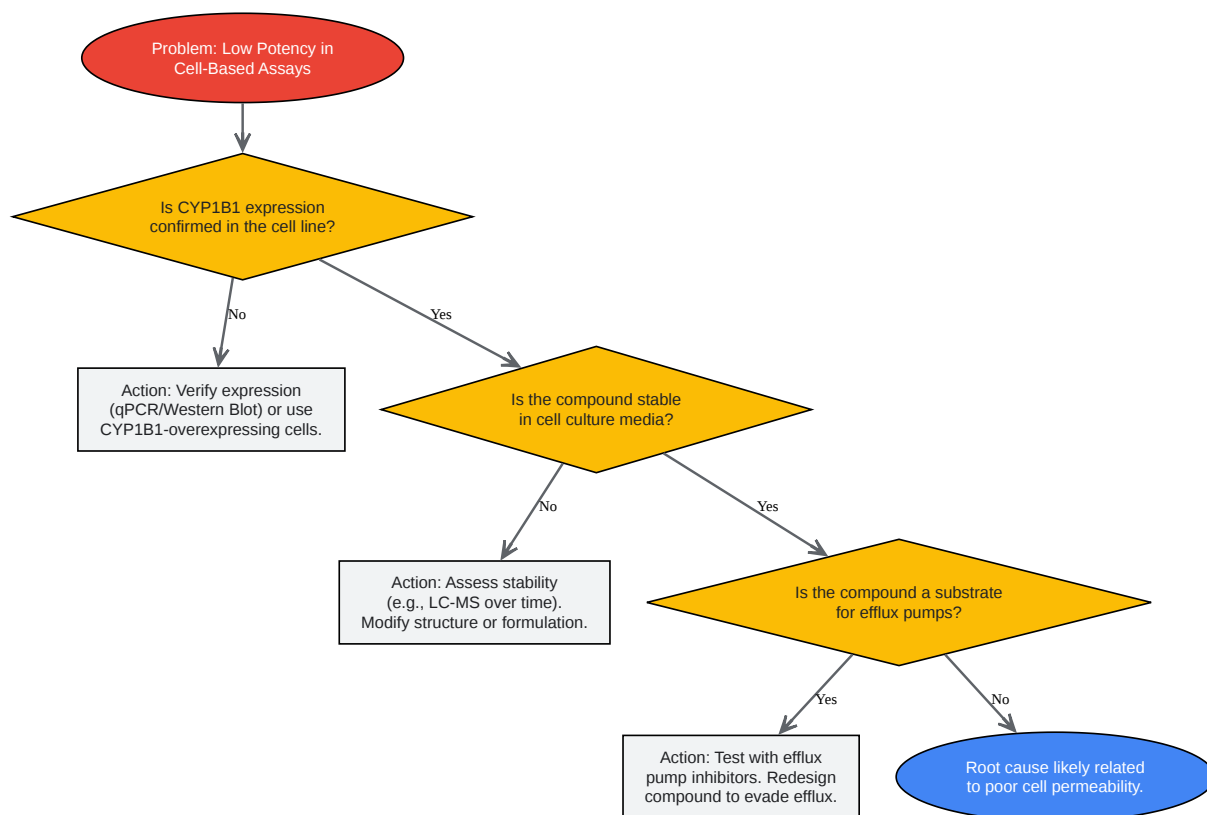 Problem: Low Potency in
Cell-Based Assays
Is CYP1B1 expression
confirmed in the cell line?
No
Yes
Action: Verify expression
(qPCR/Western Blot) or use
CYP1B1-overexpressing cells.
Is the compound stable
in cell culture media?
No
Yes
Action: Assess stability
(e.g., LC-MS over time).
Modify structure or formulation.
Is the compound a substrate
for efflux pumps?
Yes
No
Action: Test with efflux
pump inhibitors. Redesign
compound to evade efflux.
Root cause likely related
to poor cell permeability.